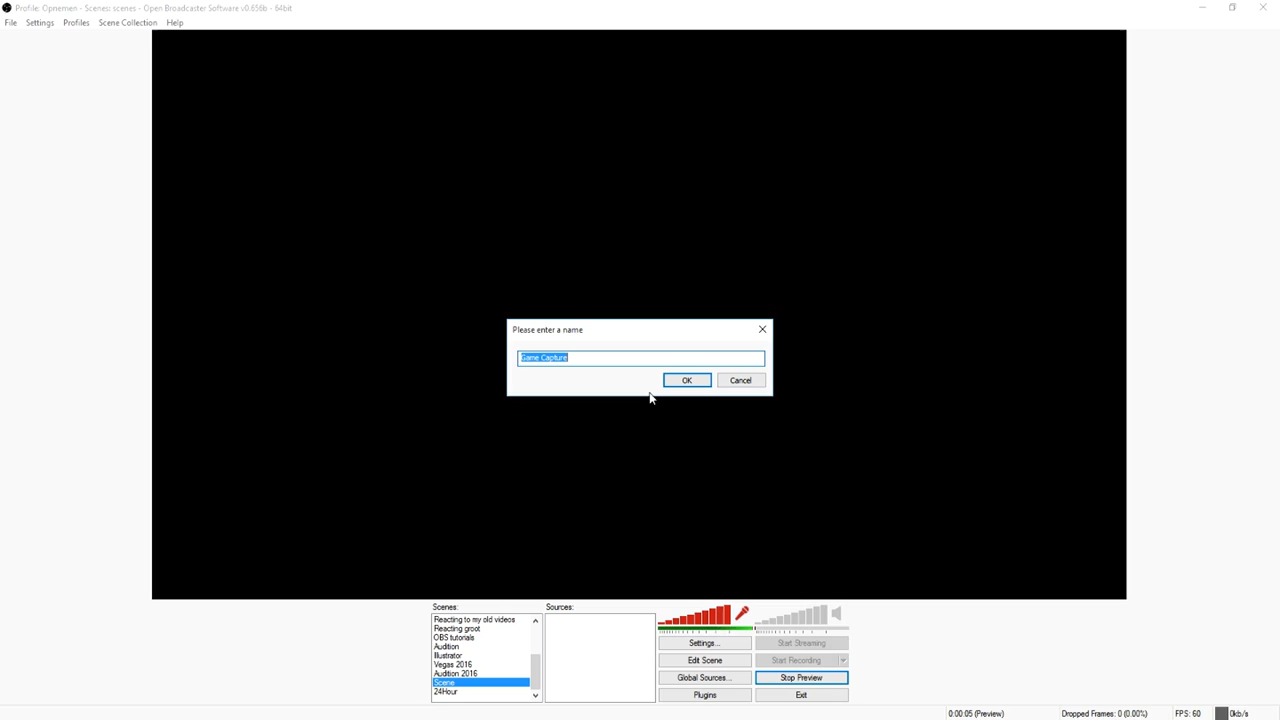 Profile: Opnemen - Scenes: scenes - Open Broadcaster Software v0.656b - 64bit
File Settings Profiles Scene Collection Help
Please enter a name
Game Capture
OK Cancel
Scenes: Sources:
Reacting to my old videos
Reacting groot
OBS tutorials
Audition
Illustrator
Vegas 2016
Audition 2016
Scene
24Hour
Settings... Start Streaming
Edit Scene Start Recording
Global Sources... Stop Preview
Plugins Exit
0:00:05 (Preview) Dropped Frames: 0 (0.00%) FPS: 60 0kb/s